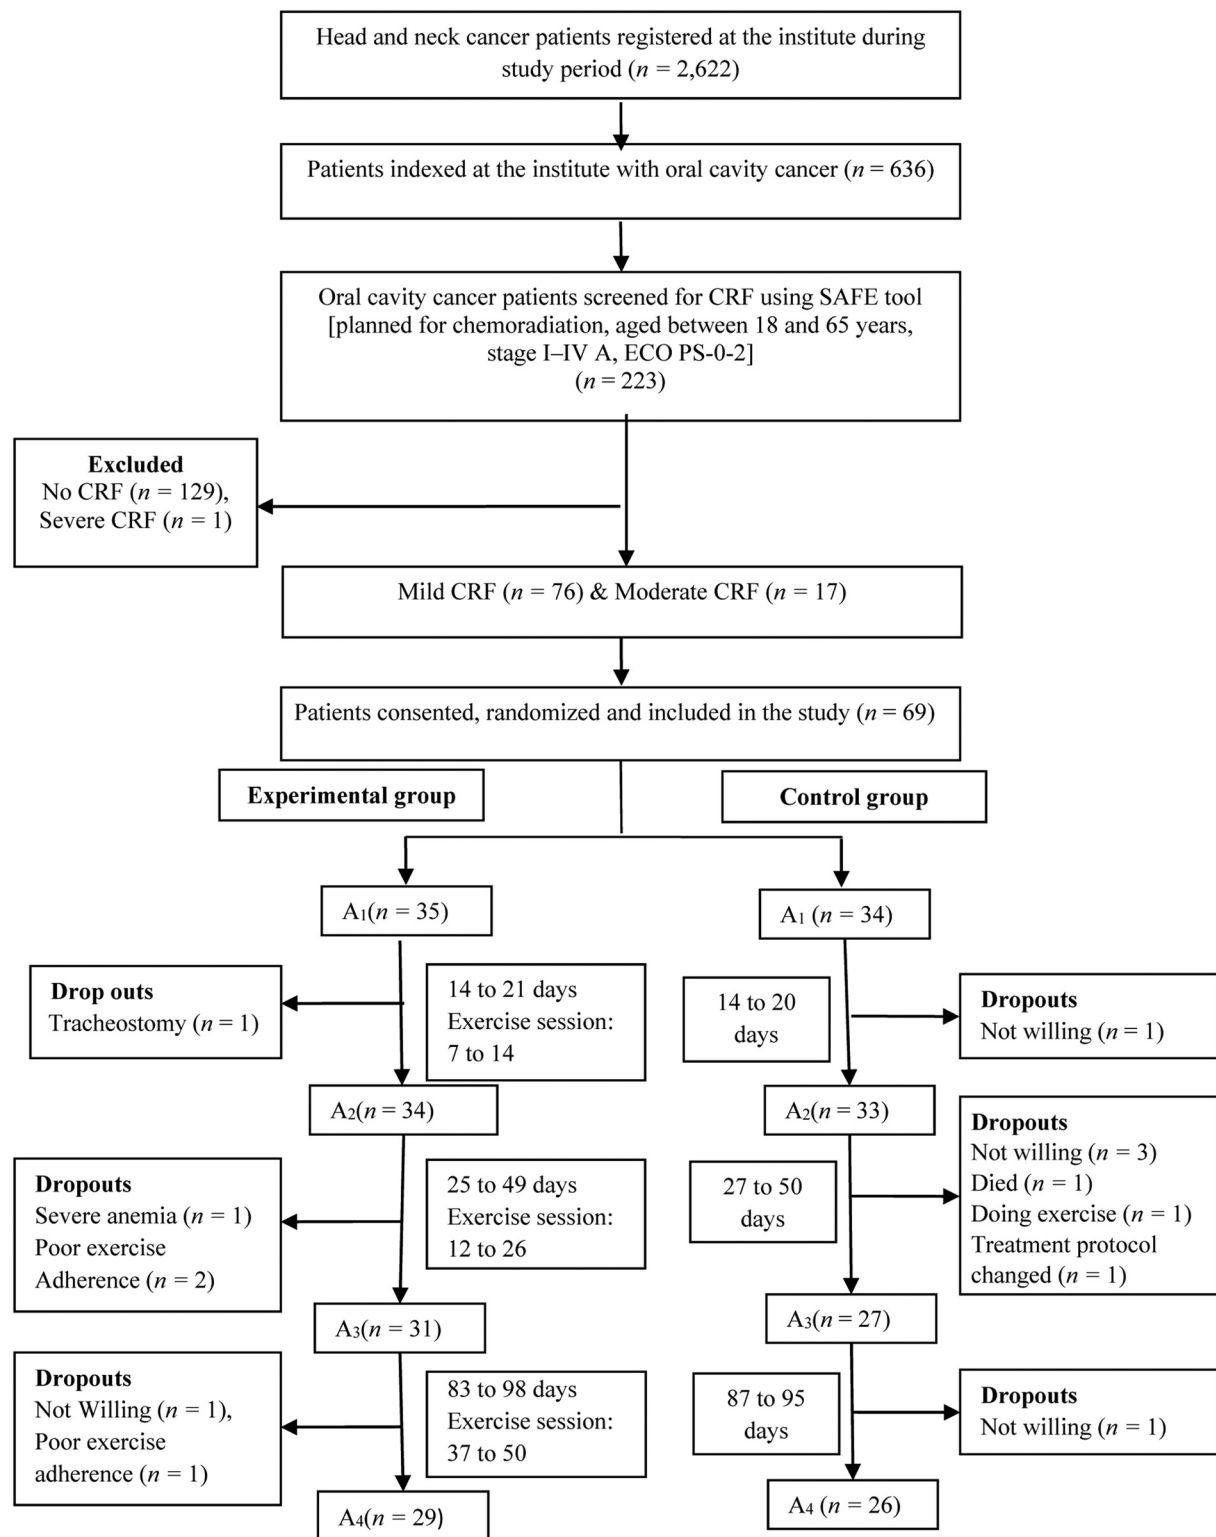 Head and neck cancer patients registered at the institute during
study period (n = 2,622)
Patients indexed at the institute with oral cavity cancer (n = 636)
Oral cavity cancer patients screened for CRF using SAFE tool
[planned for chemoradiation, aged between 18 and 65 years,
stage I–IV A, ECO PS-0-2]
(n = 223)
Excluded
No CRF (n = 129),
Severe CRF (n = 1)
Mild CRF (n = 76) & Moderate CRF (n = 17)
Patients consented, randomized and included in the study (n = 69)
Experimental group
Control group
A1(n = 35)
A1 (n = 34)
Drop outs
Tracheostomy (n = 1)
14 to 21 days
Exercise session:
7 to 14
14 to 20
days
Dropouts
Not willing (n = 1)
A2(n = 34)
A2(n = 33)
Dropouts
Severe anemia (n = 1)
Poor exercise
Adherence (n = 2)
25 to 49 days
Exercise session:
12 to 26
27 to 50
days
Dropouts
Not willing (n = 3)
Died (n = 1)
Doing exercise (n = 1)
Treatment protocol
changed (n = 1)
A3(n = 31)
A3(n = 27)
Dropouts
Not Willing (n = 1),
Poor exercise
adherence (n = 1)
83 to 98 days
Exercise session:
37 to 50
87 to 95
days
Dropouts
Not willing (n = 1)
A4(n = 29)
A4 (n = 26)